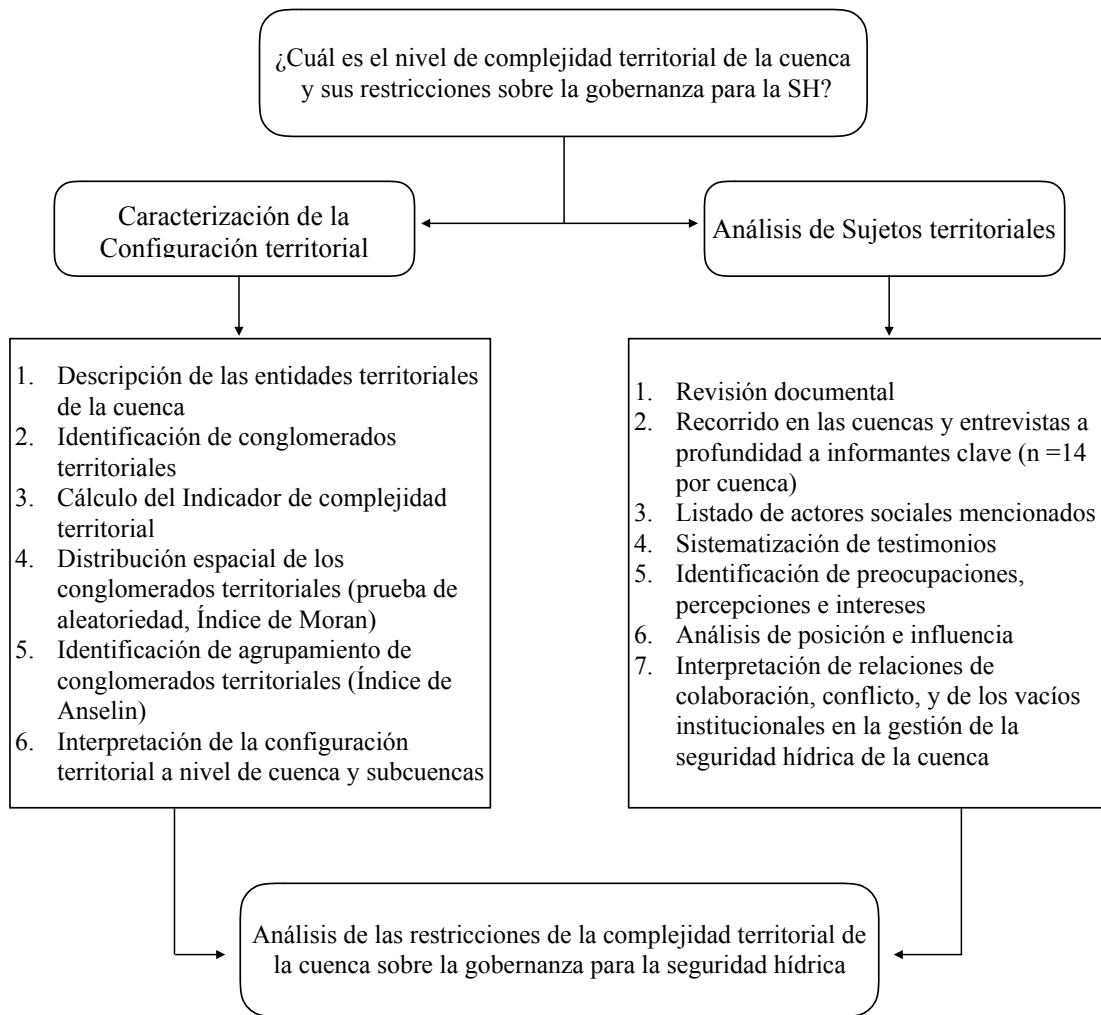 ¿Cuál es el nivel de complejidad territorial de la cuenca
y sus restricciones sobre la gobernanza para la SH?
Caracterización de la
Configuración territorial
Análisis de Sujetos territoriales
1. Descripción de las entidades territoriales
de la cuenca
2. Identificación de conglomerados
territoriales
3. Cálculo del Indicador de complejidad
territorial
4. Distribución espacial de los
conglomerados territoriales (prueba de
aleatoriedad, Índice de Moran)
5. Identificación de agrupamiento de
conglomerados territoriales (Índice de
Anselin)
6. Interpretación de la configuración
territorial a nivel de cuenca y subcuencas
1. Revisión documental
2. Recorrido en las cuencas y entrevistas a
profundidad a informantes clave (n =14
por cuenca)
3. Listado de actores sociales mencionados
4. Sistematización de testimonios
5. Identificación de preocupaciones,
percepciones e intereses
6. Análisis de posición e influencia
7. Interpretación de relaciones de
colaboración, conflicto, y de los vacíos
institucionales en la gestión de la
seguridad hídrica de la cuenca
Análisis de las restricciones de la complejidad territorial de
la cuenca sobre la gobernanza para la seguridad hídrica